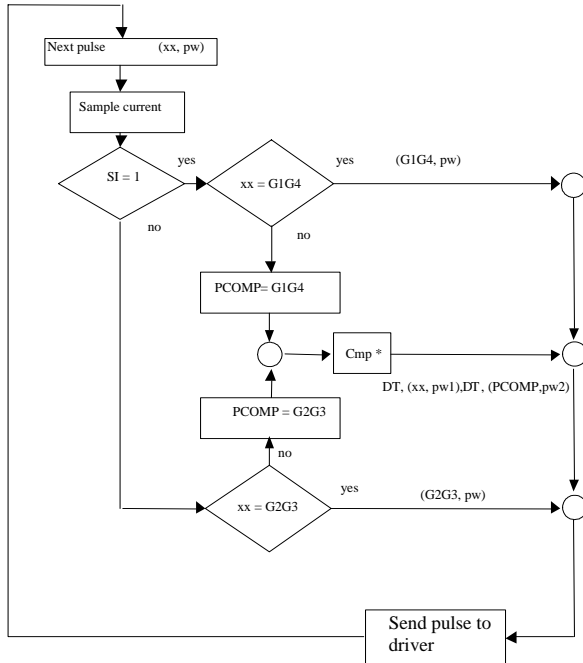 Next pulse (xx, pw)
Sample current
SI = 1
yes
xx = G1G4
yes
(G1G4, pw)
no
no
PCOMP= G1G4
Cmp *
DT, (xx, pw1),DT, (PCOMP,pw2)
PCOMP = G2G3
no
xx = G2G3
yes
(G2G3, pw)
Send pulse to
driver